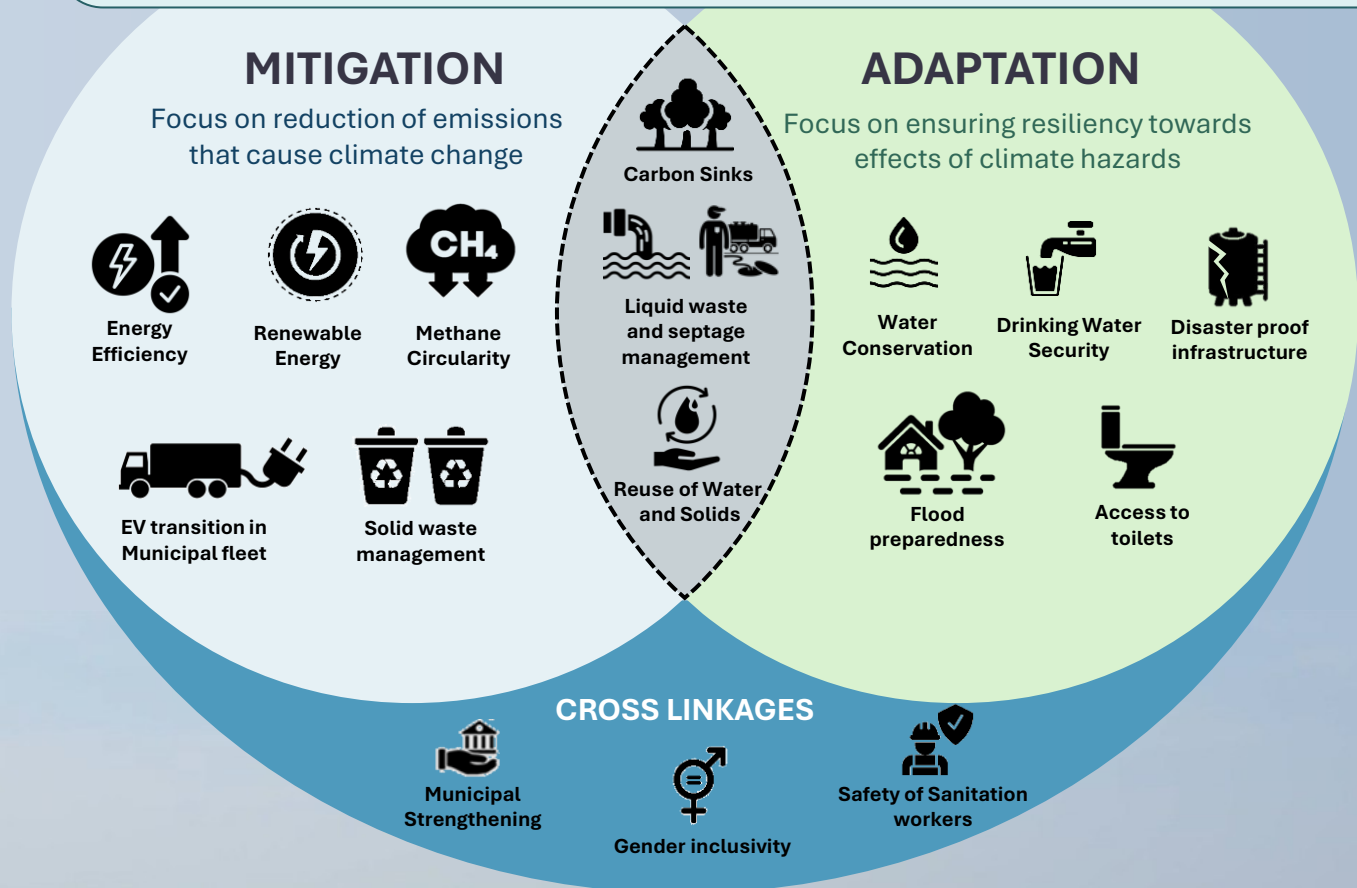 MITIGATION
Focus on reduction of emissions
that cause climate change
CH₄
Energy
Efficiency
Renewable
Energy
Methane
Circularity
EV transition in
Municipal fleet
Solid waste
management
Carbon Sinks
Liquid waste
and septage
management
Reuse of Water
and Solids
ADAPTATION
Focus on ensuring resiliency towards
effects of climate hazards
Water
Conservation
Drinking Water
Security
Disaster proof
infrastructure
Flood
preparedness
Access to
toilets
CROSS LINKAGES
Municipal
Strengthening
Gender inclusivity
Safety of Sanitation
workers